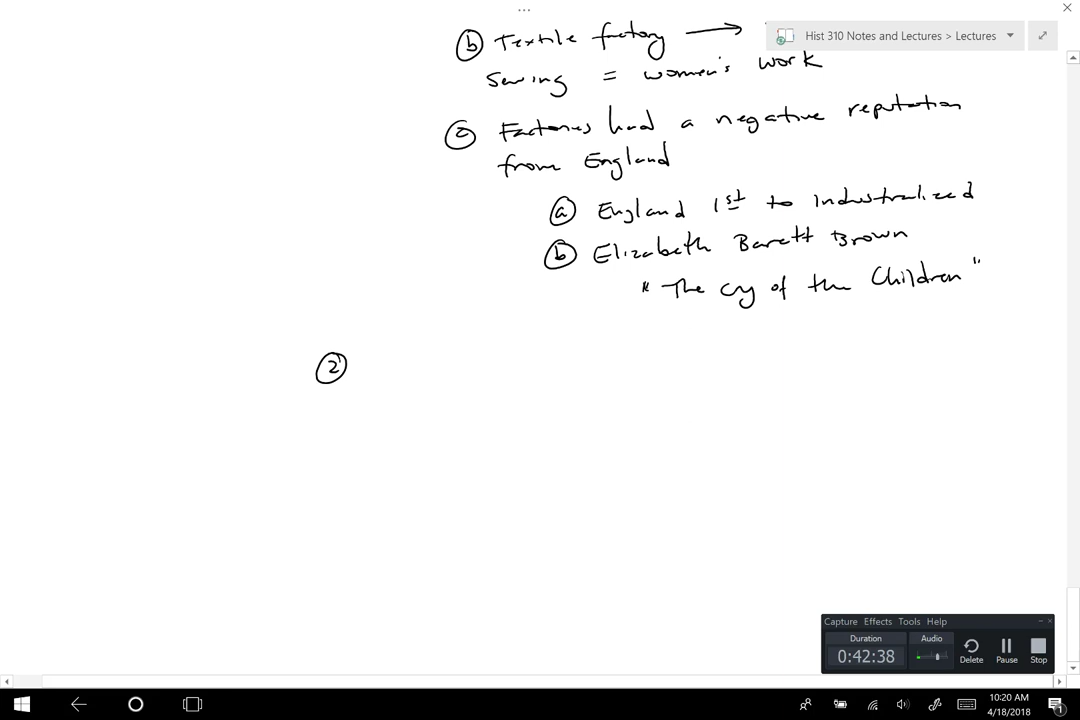 ...
ⓑ Textile factory →
Hist 310 Notes and Lectures > Lectures
Sewing = women's work
ⓒ Factories had a negative reputation
from England
ⓐ England 1st to Industrialized
ⓑ Elizabeth Barett Brown
"The cry of the Children"
②
Capture Effects Tools Help
Duration Audio
0:42:38 Delete Pause Stop
10:20 AM
4/18/2018
1